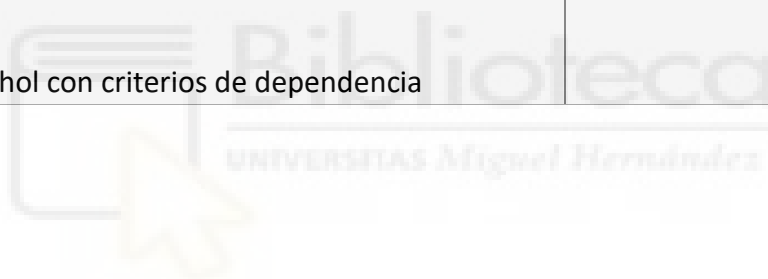 Biblioteca
hol con criterios de dependencia
UNIVERSITAS Miguel Hernández